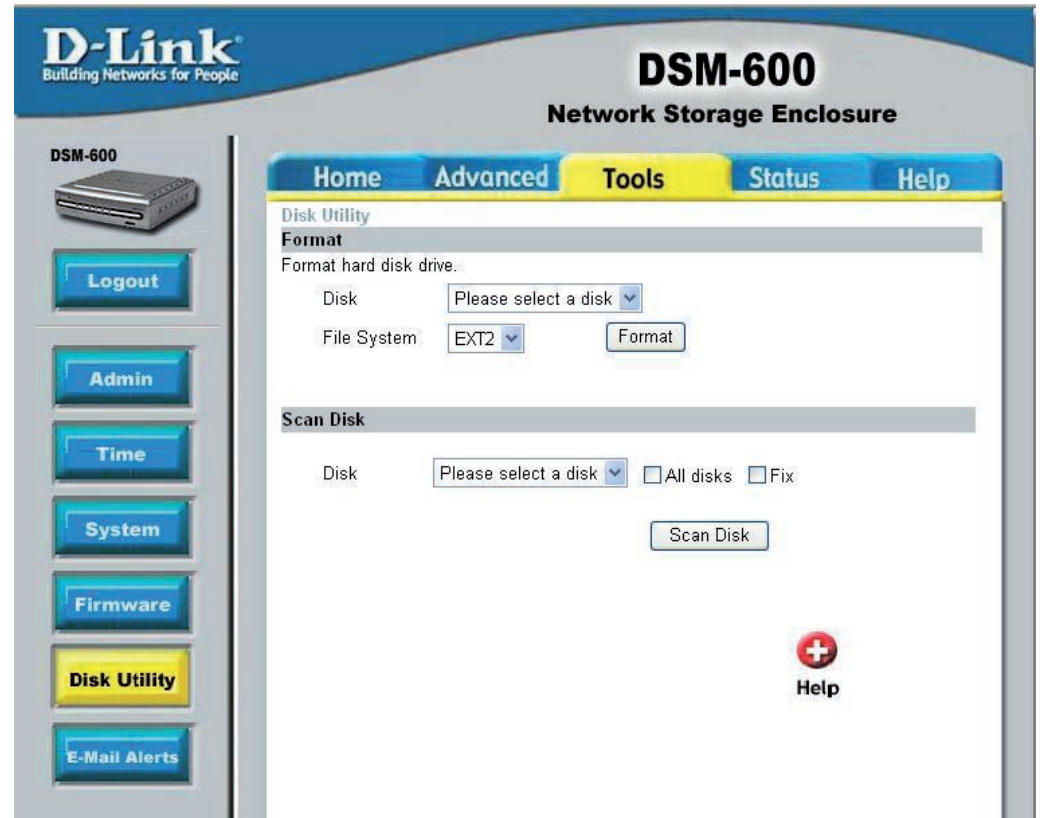 D-Link
Building Networks for People
DSM-600
Network Storage Enclosure
DSM-600
Home Advanced Tools Status Help
Logout
Admin
Time
System
Firmware
Disk Utility
E-Mail Alerts
Disk Utility
Format
Format hard disk drive.
Disk Please select a disk
File System EXT2 Format
Scan Disk
Disk Please select a disk All disks Fix
Scan Disk
Help